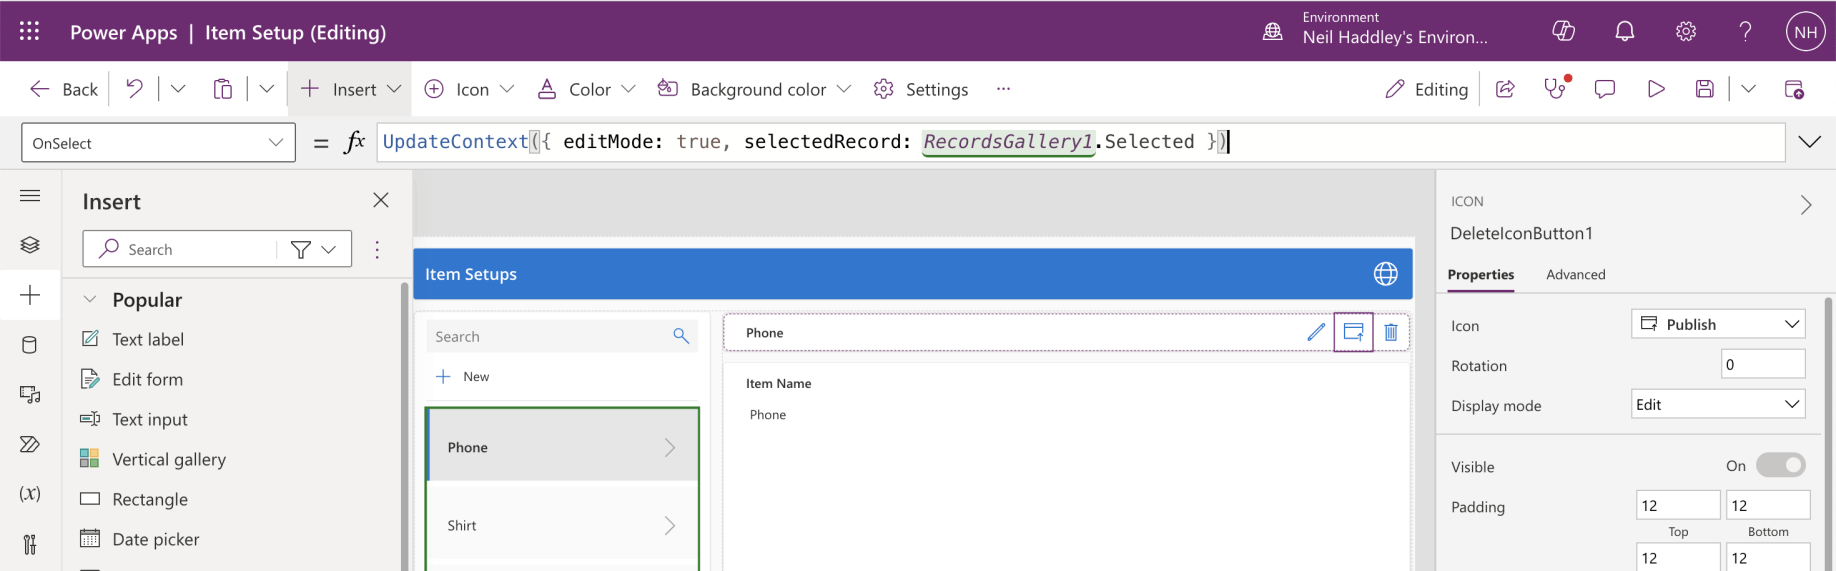 Power Apps | Item Setup (Editing)
Environment
Neil Haddley's Environ...
NH
Back
Insert
Icon
Color
Background color
Settings
...
Editing
OnSelect
= fx
UpdateContext({ editMode: true, selectedRecord: RecordsGallery1.Selected })
Insert
Search
Popular
Text label
Edit form
Text input
Vertical gallery
Rectangle
Date picker
(x)
Item Setups
Search
New
Phone
Shirt
Phone
Item Name
Phone
ICON
DeleteIconButton1
Properties
Advanced
Icon
Publish
Rotation
0
Display mode
Edit
Visible
On
Padding
12
12
Top
Bottom
12
12